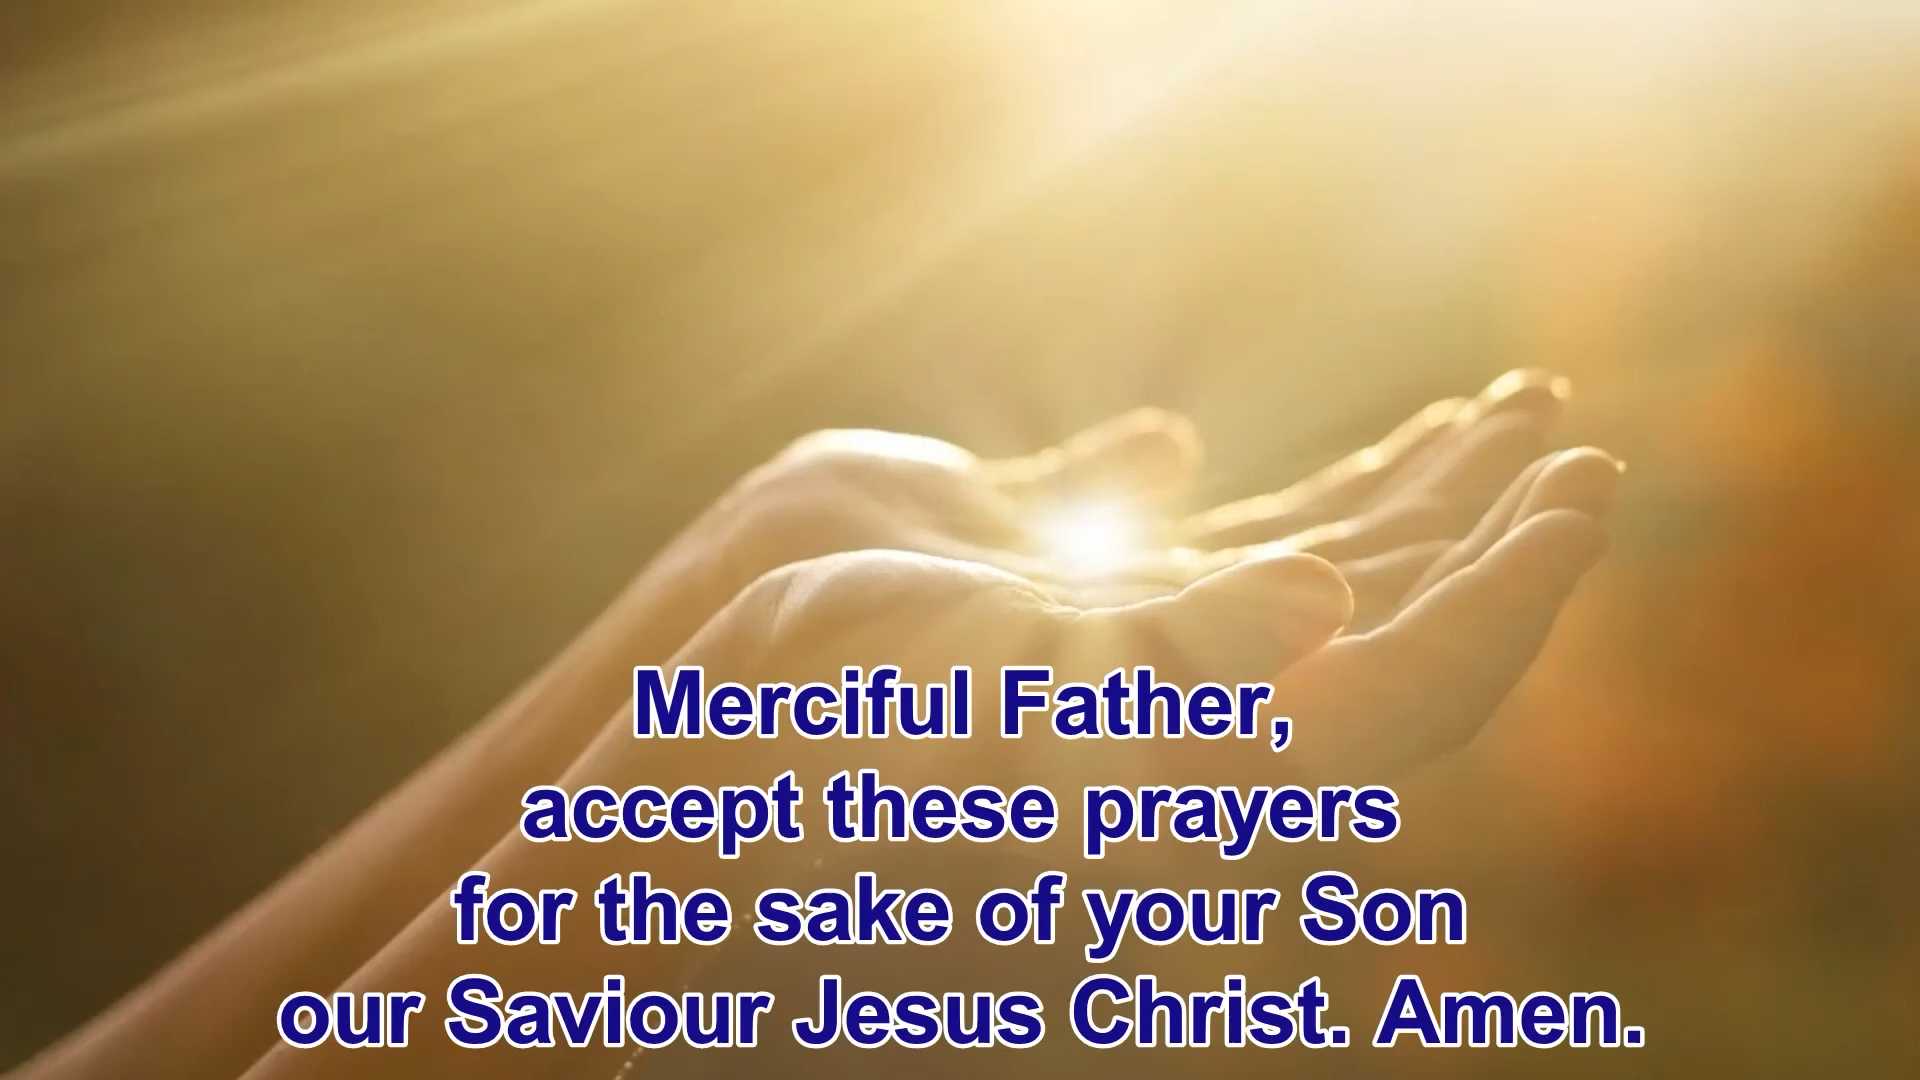 Merciful Father,
accept these prayers
for the sake of your Son
our Saviour Jesus Christ. Amen.